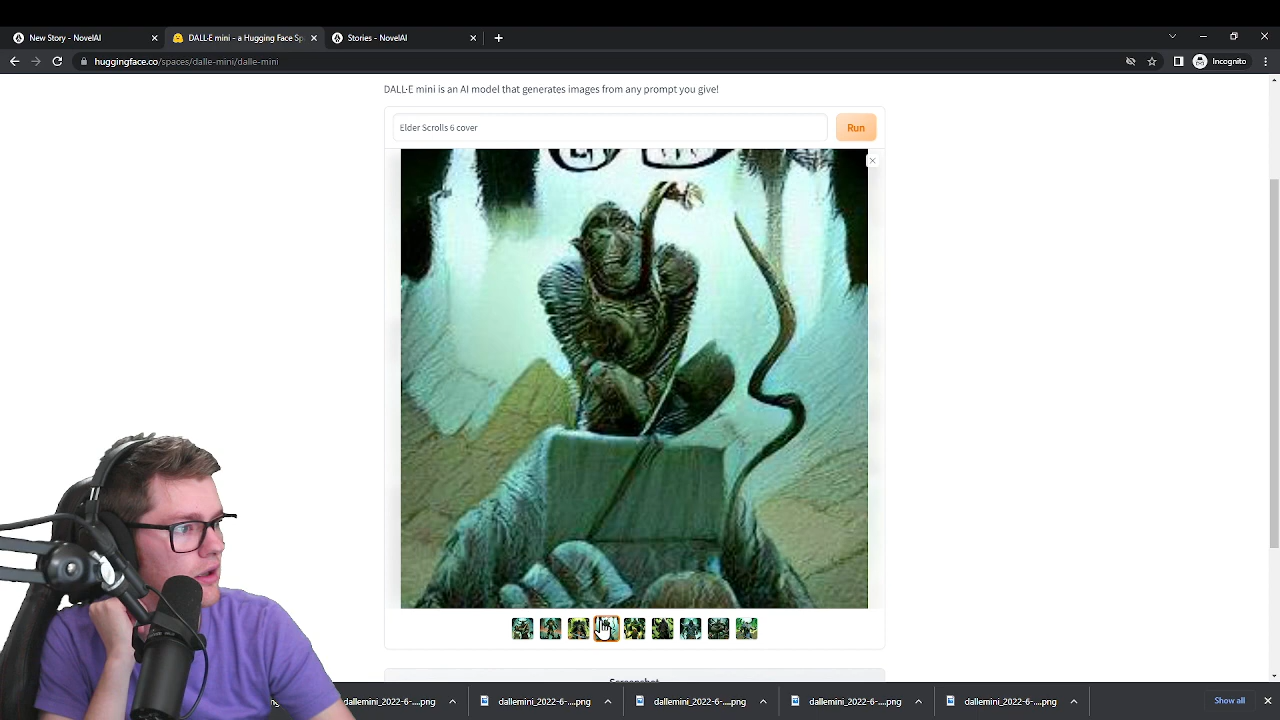 New Story - NovelAI
DALL·E mini - a Hugging Face Sp
Stories - NovelAI
huggingface.co/spaces/dalle-mini/dalle-mini
Incognito
DALL·E mini is an AI model that generates images from any prompt you give!
Elder Scrolls 6 cover
Run
Screenshot
dallemini_2022-6-....png
dallemini_2022-6-....png
dallemini_2022-6-....png
dallemini_2022-6-....png
dallemini_2022-6-....png
Show all